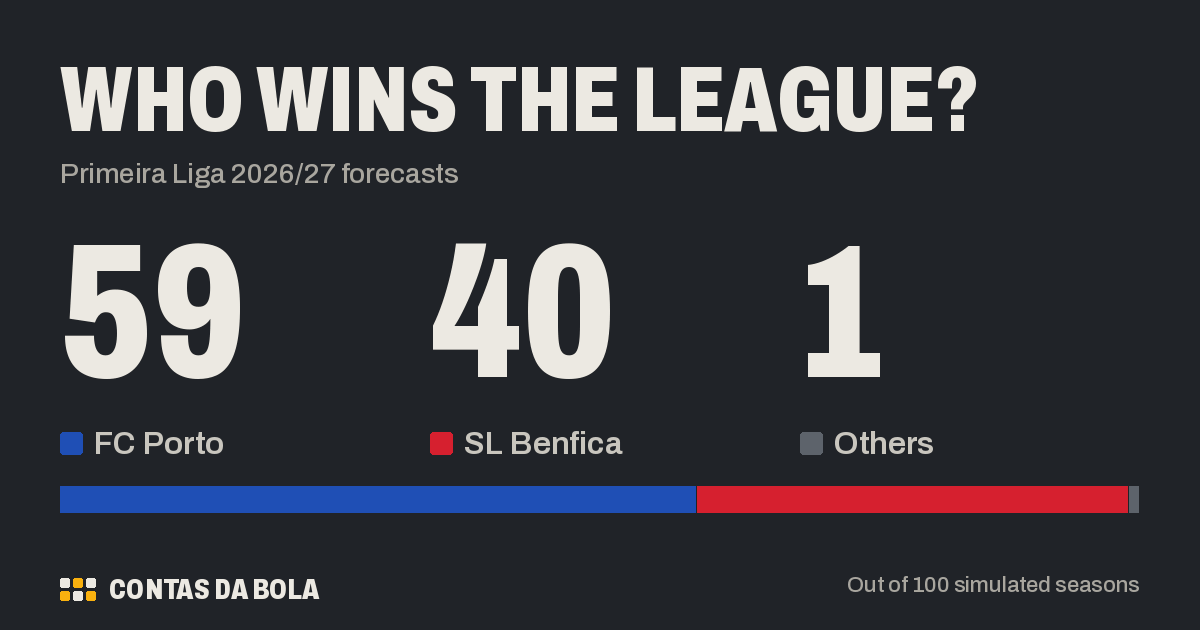 WHO WINS THE LEAGUE?
Primeira Liga 2026/27 forecasts
59 40 1
FC Porto SL Benfica Others
CONTAS DA BOLA
Out of 100 simulated seasons